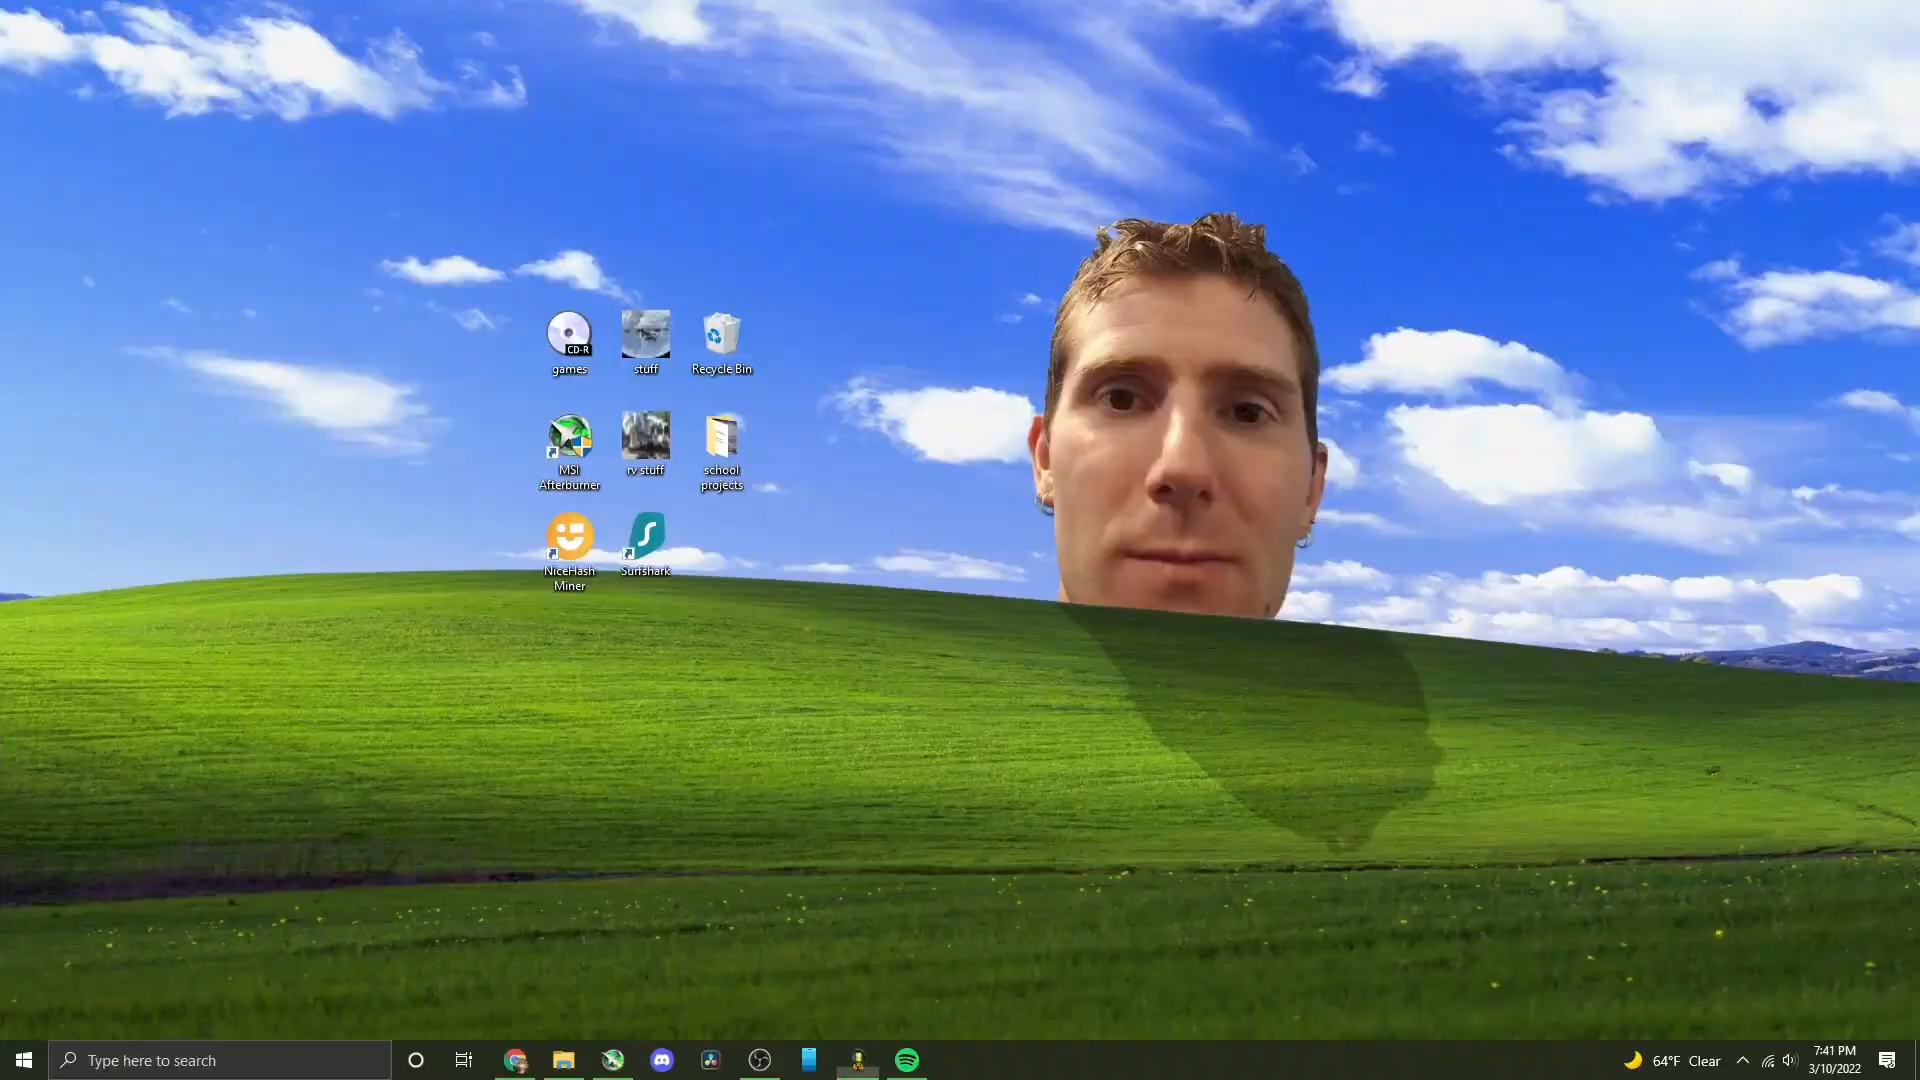 CD-R
games
stuff
Recycle Bin
MSI
Afterburner
rv stuff
school
projects
NiceHash
Miner
Surfshark
Type here to search
64°F Clear
7:41 PM
3/10/2022